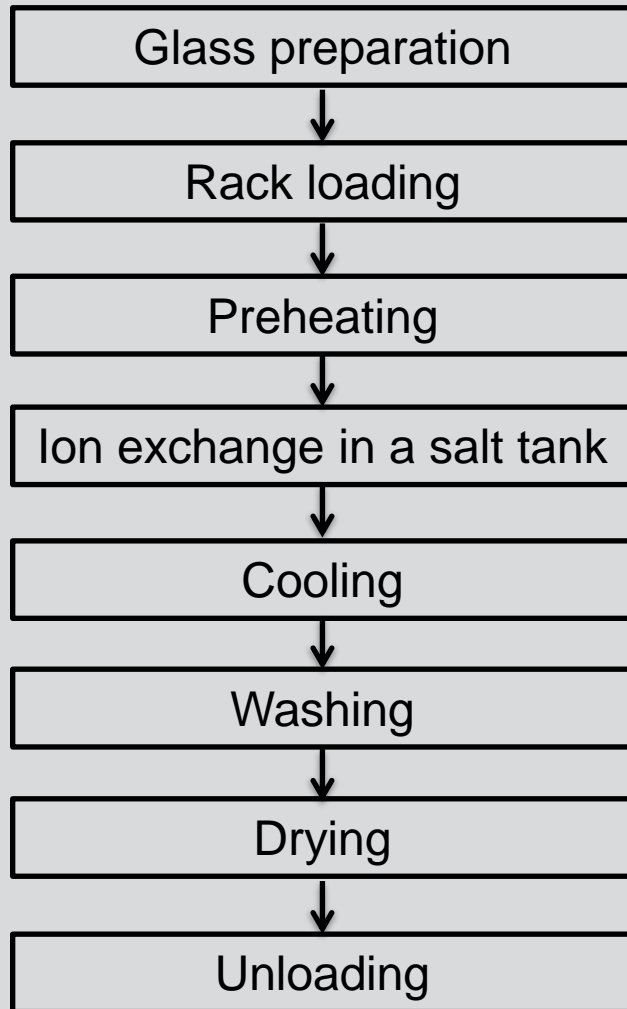 Glass preparation
Rack loading
Preheating
Ion exchange in a salt tank
Cooling
Washing
Drying
Unloading